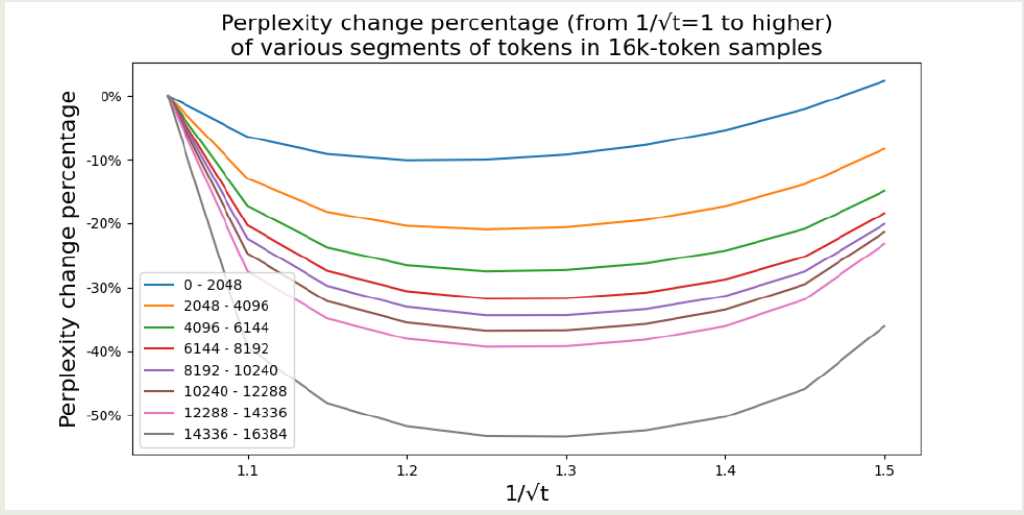 Perplexity change percentage (from 1/√t=1 to higher)
of various segments of tokens in 16k-token samples
Perplexity change percentage
0%
-10%
-20%
-30%
-40%
-50%
0 - 2048
2048 - 4096
4096 - 6144
6144 - 8192
8192 - 10240
10240 - 12288
12288 - 14336
14336 - 16384
1.1
1.2
1.3
1.4
1.5
1/√t